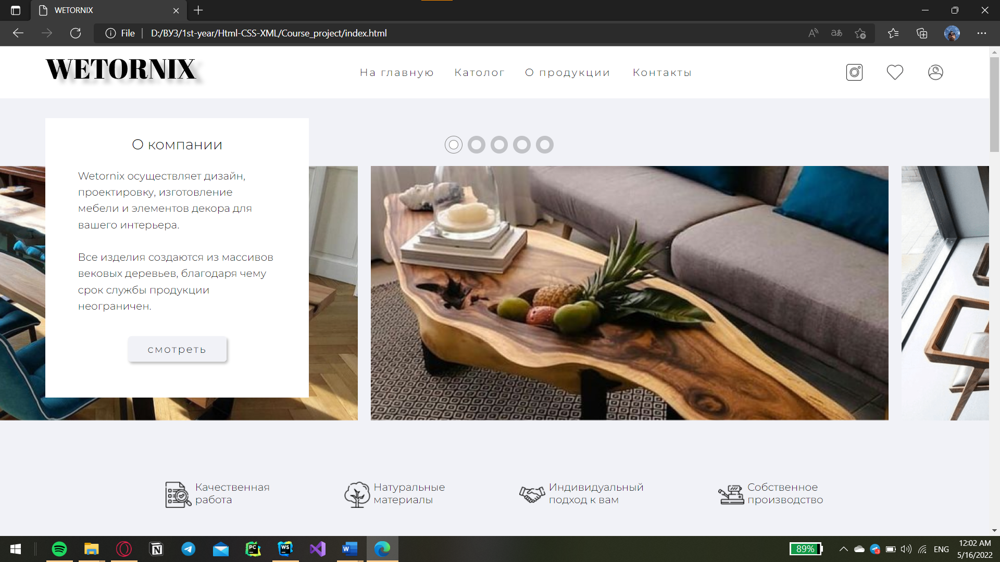 WETORNIX
File
D:/ВУЗ/1st-year/Html-CSS-XML/Course_project/index.html
WETORNIX
На главную
Католог
О продукции
Контакты
О компании
Wetornix осуществляет дизайн,
проектировку, изготовление
мебели и элементов декора для
вашего интерьера.
Все изделия создаются из массивов
вековых деревьев, благодаря чему
срок службы продукции
неограничен.
смотреть
Качественная
работа
Натуральные
материалы
Индивидуальный
подход к вам
Собственное
производство
89%
ENG
12:02 AM
5/16/2022